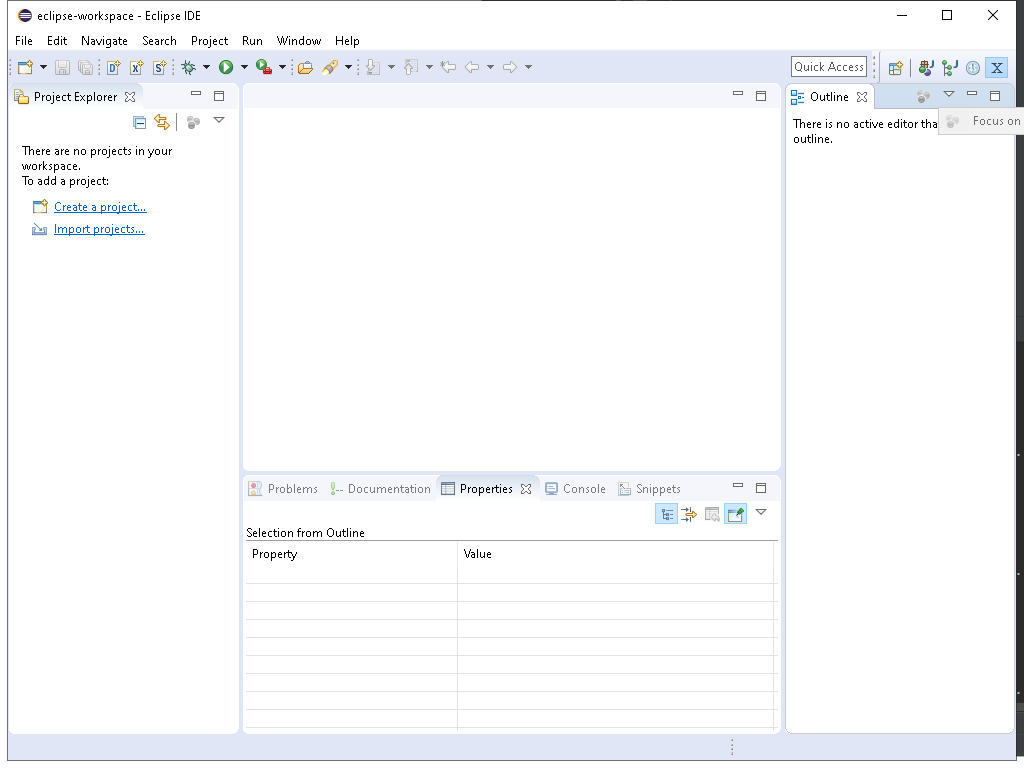 eclipse-workspace - Eclipse IDE
File Edit Navigate Search Project Run Window Help
Quick Access
Project Explorer
There are no projects in your
workspace.
To add a project:
Create a project...
Import projects...
Outline
There is no active editor tha
outline.
Focus on
Problems Documentation Properties Console Snippets
Selection from Outline
Property Value